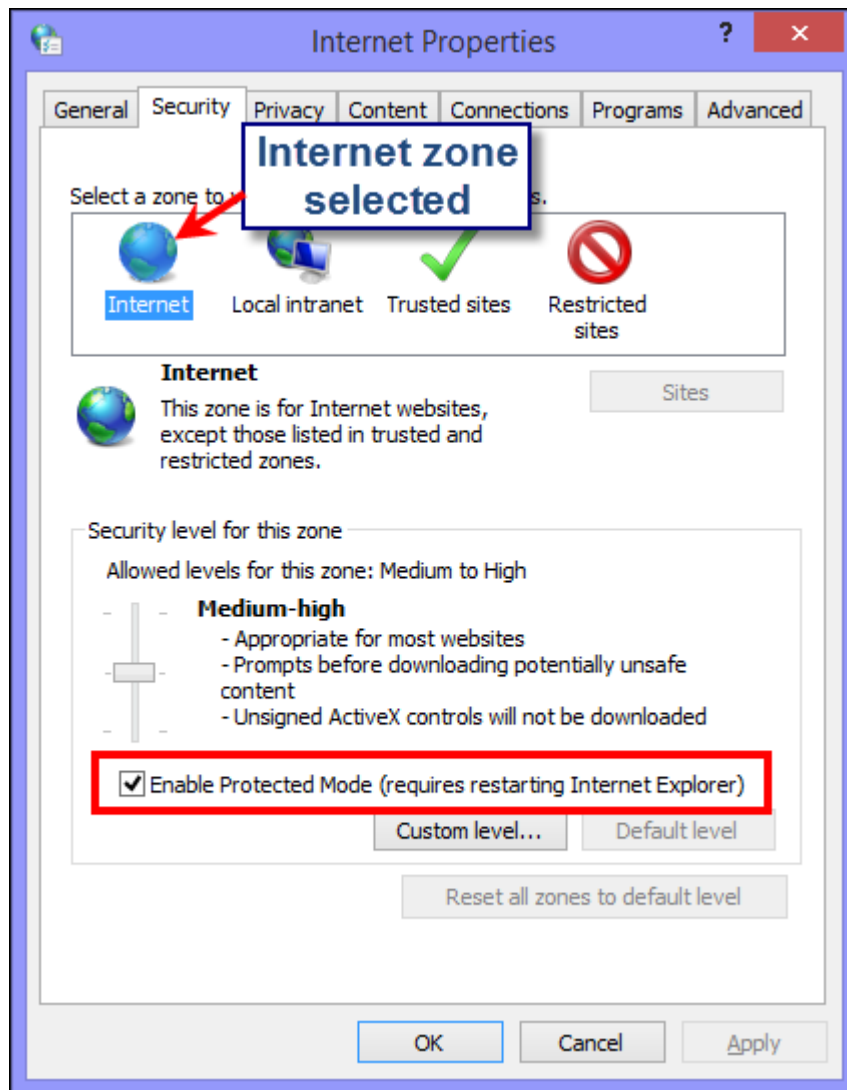 Internet Properties
?
General Security Privacy Content Connections Programs Advanced
Internet zone
selected
Select a zone to
s.
Internet Local intranet Trusted sites Restricted
sites
Internet
Sites
This zone is for Internet websites,
except those listed in trusted and
restricted zones.
Security level for this zone
Allowed levels for this zone: Medium to High
Medium-high
- Appropriate for most websites
- Prompts before downloading potentially unsafe
content
- Unsigned ActiveX controls will not be downloaded
Enable Protected Mode (requires restarting Internet Explorer)
Custom level... Default level
Reset all zones to default level
OK Cancel Apply